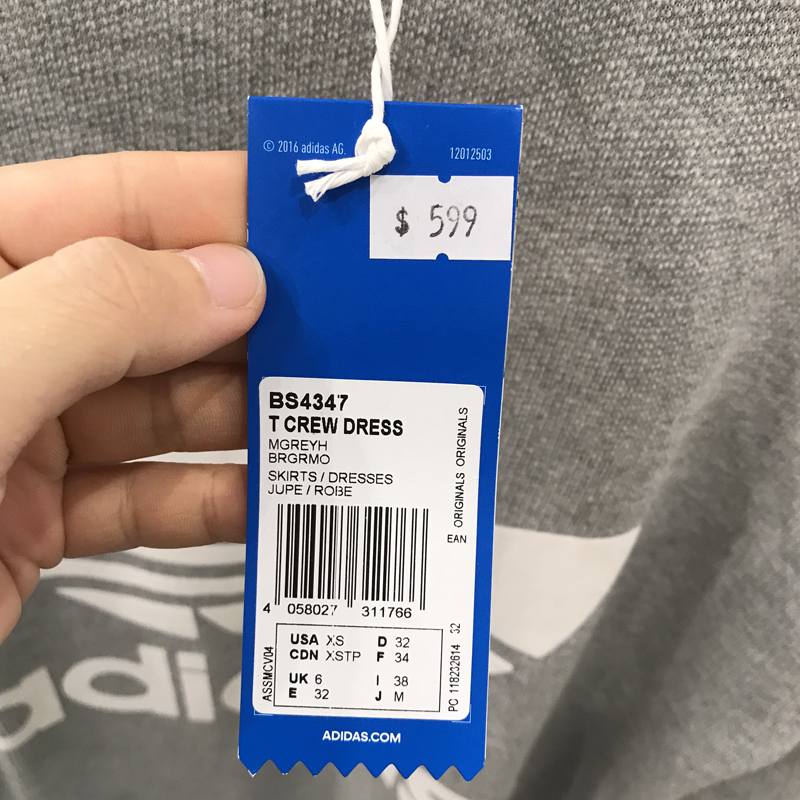 © 2016 adidas AG.
12012503
$ 599
BS4347
T CREW DRESS
MGREYH
BRGRMO
SKIRTS / DRESSES
JUPE / ROBE
ORIGINALS ORIGINALS
EAN
4 058027 311766
ASSMCV04
USA XS D 32
CDN XSTP F 34
UK 6 I 38
E 32 J M
PC 118232614 32
ADIDAS.COM
adi